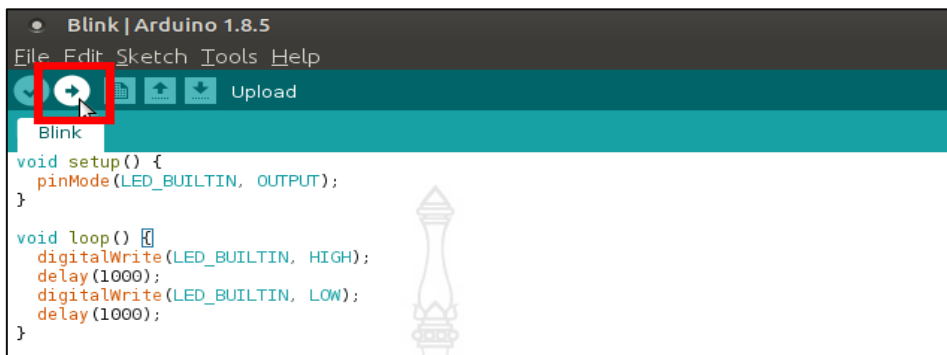 Blink | Arduino 1.8.5
File Edit Sketch Tools Help
Upload
Blink
void setup() {
  pinMode(LED_BUILTIN, OUTPUT);
}
void loop() {
  digitalWrite(LED_BUILTIN, HIGH);
  delay(1000);
  digitalWrite(LED_BUILTIN, LOW);
  delay(1000);
}